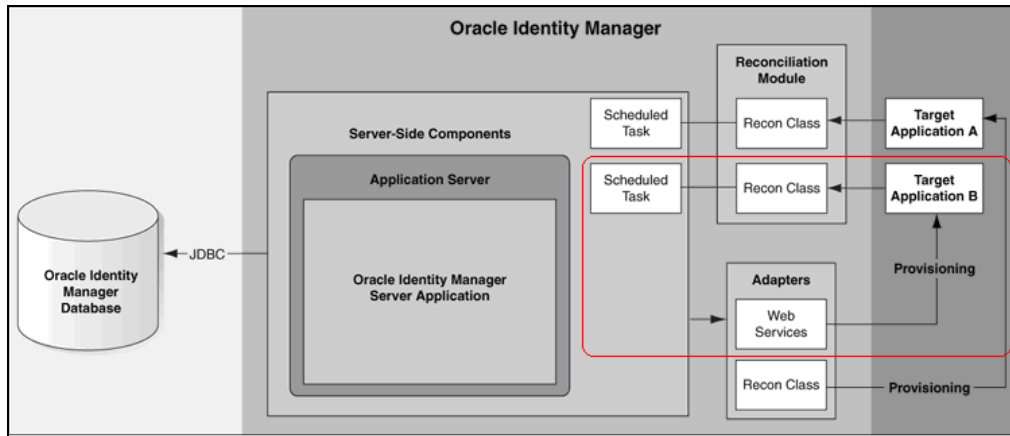 Oracle Identity Manager
Reconciliation
Module
Scheduled
Task
Recon Class
Target
Application A
Server-Side Components
Application Server
Scheduled
Task
Recon Class
Target
Application B
JDBC
Oracle Identity
Manager
Database
Oracle Identity Manager
Server Application
Provisioning
Adapters
Web
Services
Recon Class
Provisioning